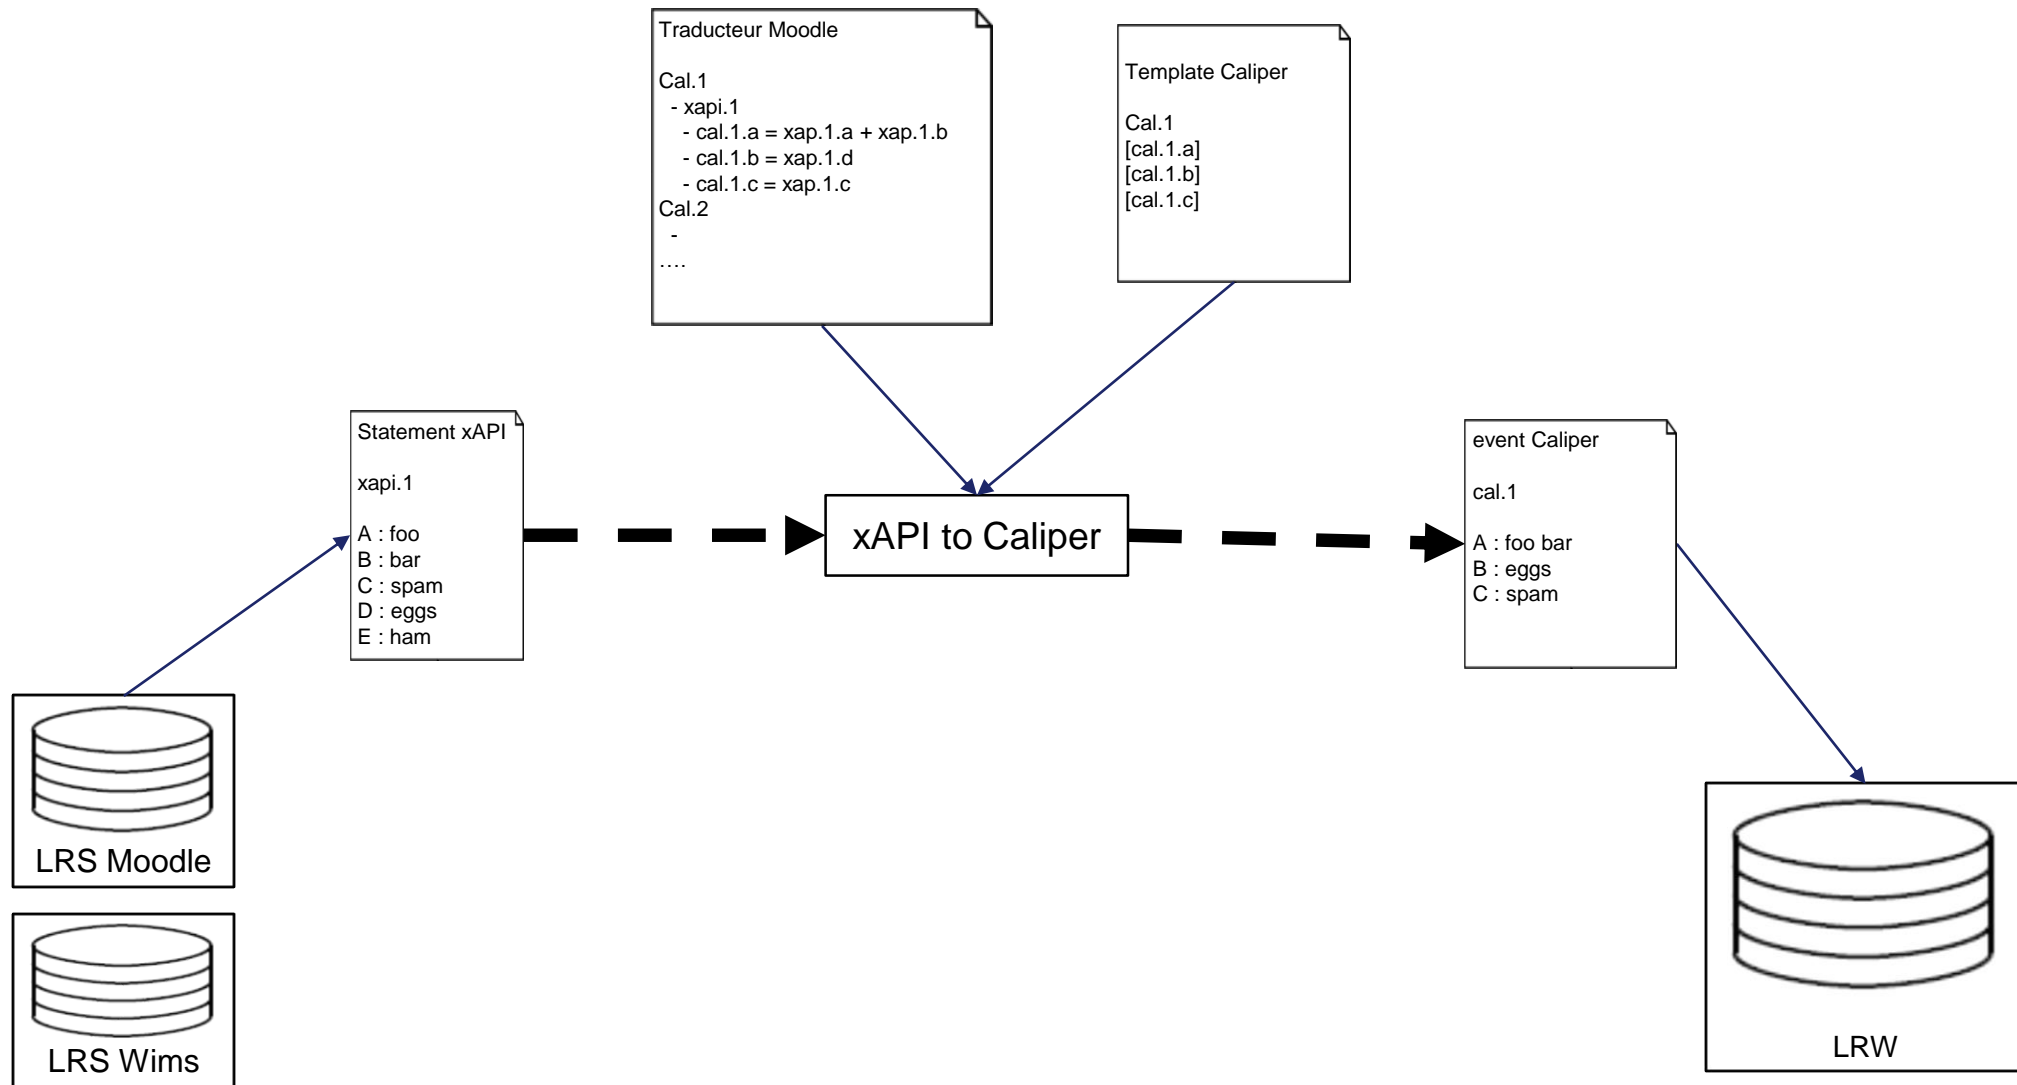 Traducteur Moodle
Cal.1
- xapi.1
- cal.1.a = xap.1.a + xap.1.b
- cal.1.b = xap.1.d
- cal.1.c = xap.1.c
Cal.2
-
....
Template Caliper
Cal.1
[cal.1.a]
[cal.1.b]
[cal.1.c]
Statement xAPI
xapi.1
A : foo
B : bar
C : spam
D : eggs
E : ham
xAPI to Caliper
event Caliper
cal.1
A : foo bar
B : eggs
C : spam
LRS Moodle
LRS Wims
LRW